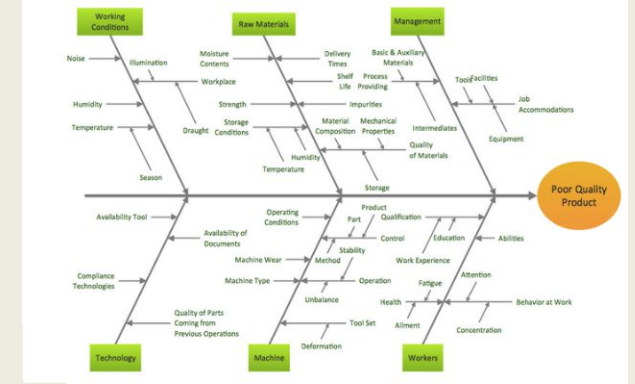 Working
Conditions
Raw Materials
Management
Noise
Illumination
Workplace
Humidity
Temperature
Draught
Season
Moisture
Contents
Delivery
Times
Shelf
Life
Strength
Impurities
Storage
Conditions
Material
Composition
Mechanical
Properties
Humidity
Temperature
Quality
of Materials
Storage
Basic & Auxiliary
Materials
Process
Providing
Intermediates
Tools
Facilities
Job
Accommodations
Equipment
Poor Quality
Product
Availability Tool
Availability of
Documents
Compliance
Technologies
Quality of Parts
Coming from
Previous Operations
Operating
Conditions
Product
Part
Control
Method
Stability
Machine Wear
Machine Type
Operation
Unbalance
Tool Set
Deformation
Qualification
Education
Work Experience
Abilities
Attention
Fatigue
Health
Behavior at Work
Ailment
Concentration
Technology
Machine
Workers